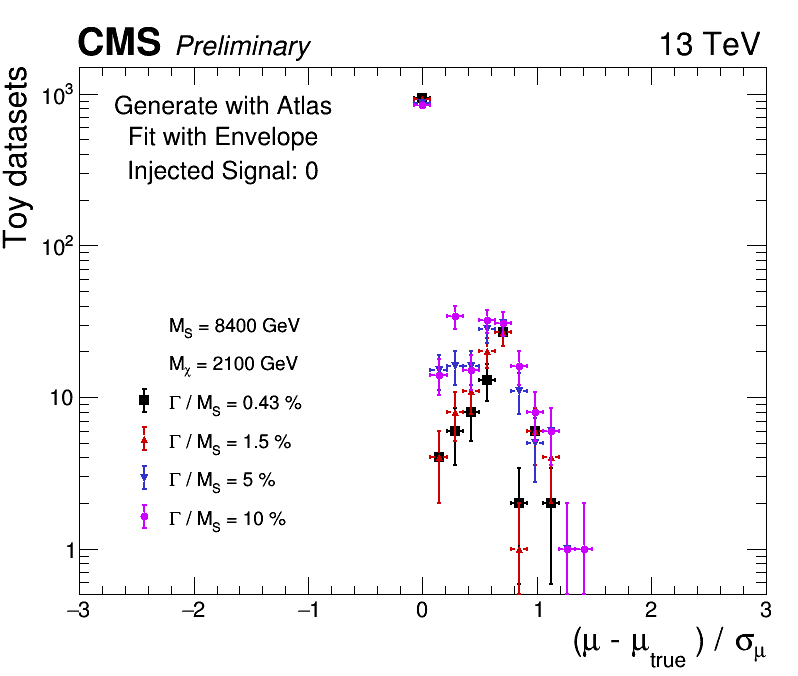 CMS Preliminary 13 TeV
Toy datasets
10³
10²
10
1
Generate with Atlas
Fit with Envelope
Injected Signal: 0
M_S = 8400 GeV
M_χ = 2100 GeV
Γ / M_S = 0.43 %
Γ / M_S = 1.5 %
Γ / M_S = 5 %
Γ / M_S = 10 %
−3 −2 −1 0 1 2 3
(μ - μ_true ) / σ_μ